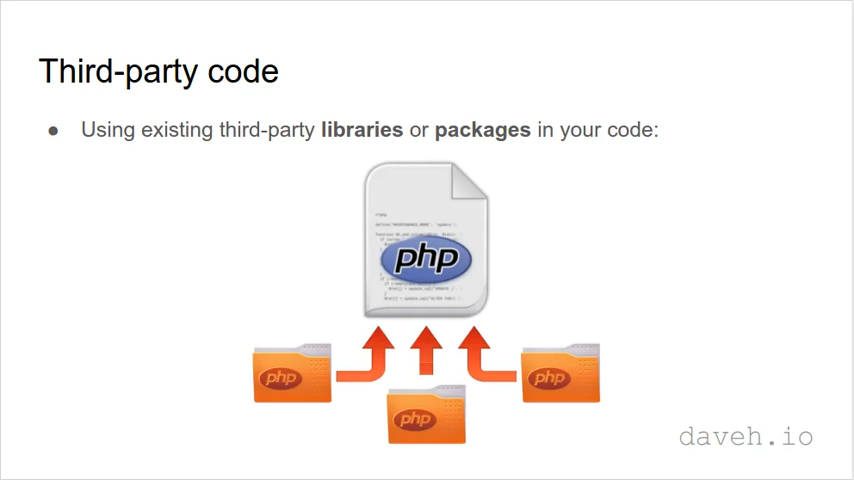 Third-party code
● Using existing third-party libraries or packages in your code:
php
php
php
php
daveh.io